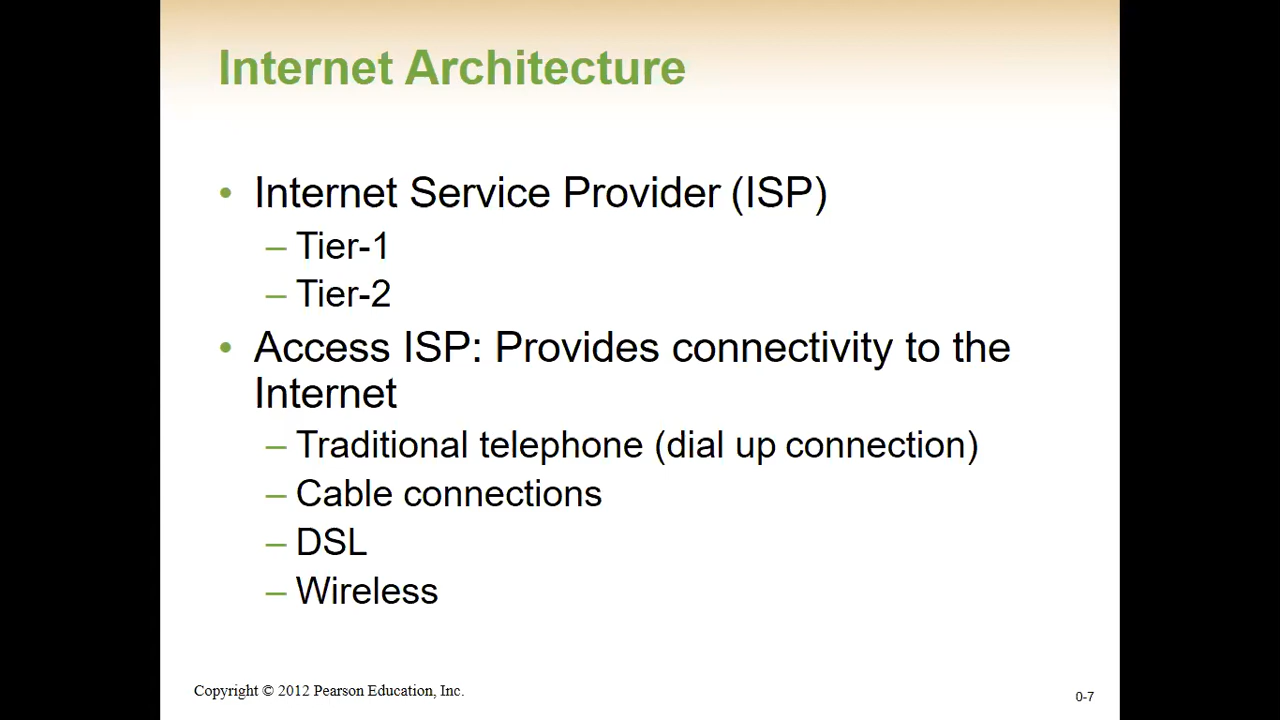 Internet Architecture
• Internet Service Provider (ISP)
– Tier-1
– Tier-2
• Access ISP: Provides connectivity to the
Internet
– Traditional telephone (dial up connection)
– Cable connections
– DSL
– Wireless
Copyright © 2012 Pearson Education, Inc.
0-7